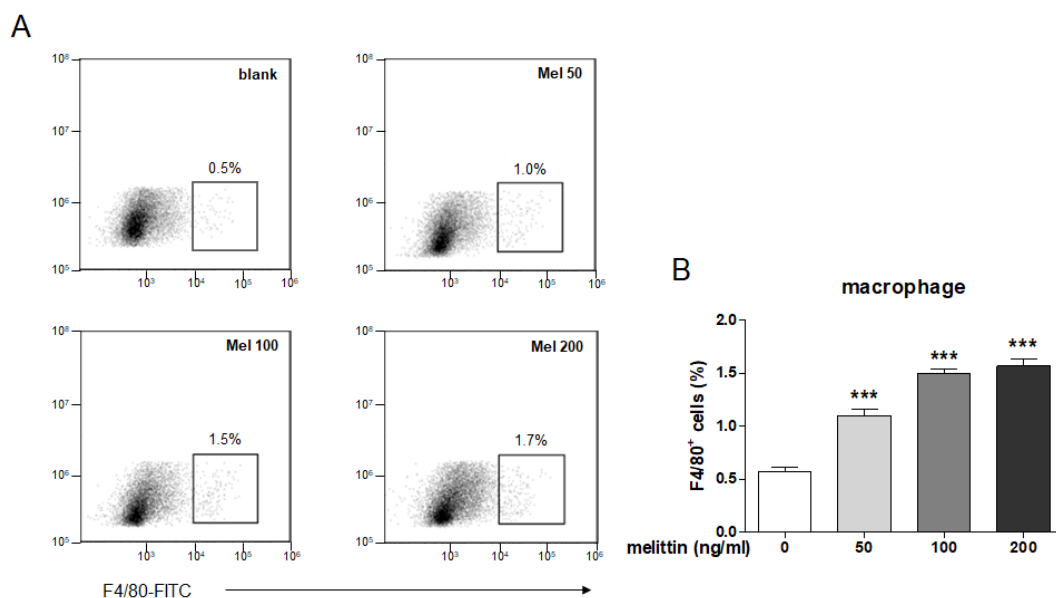 A
10⁸
10⁷
10⁶
10⁵
blank
0.5%
10³ 10⁴ 10⁵ 10⁶
10⁸
10⁷
10⁶
10⁵
Mel 50
1.0%
10³ 10⁴ 10⁵ 10⁶
10⁸
10⁷
10⁶
10⁵
Mel 100
1.5%
10³ 10⁴ 10⁵ 10⁶
10⁸
10⁷
10⁶
10⁵
Mel 200
1.7%
10³ 10⁴ 10⁵ 10⁶
F4/80-FITC
B
macrophage
F4/80⁺ cells (%)
2.0
1.5
1.0
0.5
0.0
*** *** ***
melittin (ng/ml) 0 50 100 200